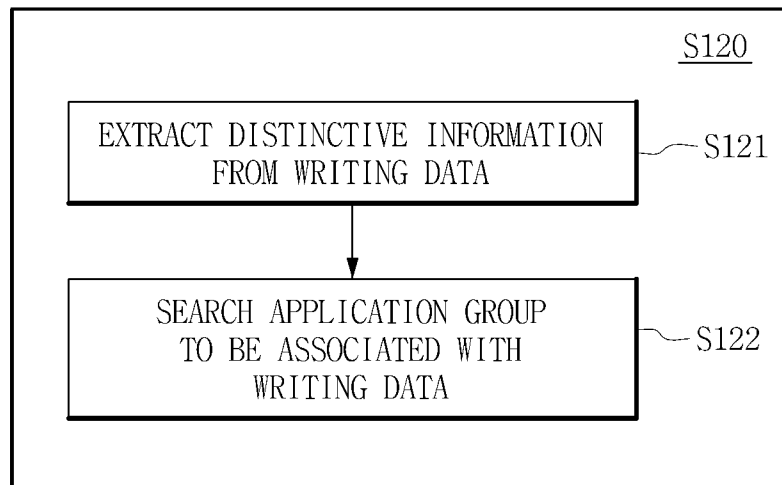 S120
EXTRACT DISTINCTIVE INFORMATION
FROM WRITING DATA
S121
SEARCH APPLICATION GROUP
TO BE ASSOCIATED WITH
WRITING DATA
S122